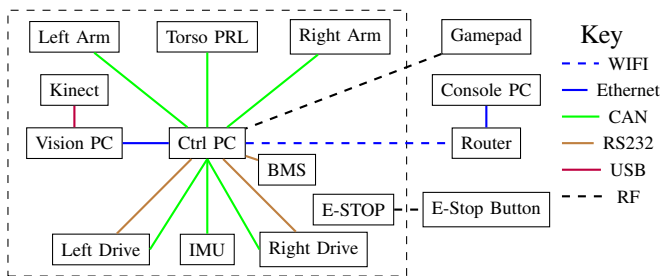 Left Arm
Torso PRL
Right Arm
Gamepad
Key
WIFI
Kinect
Console PC
Ethernet
CAN
Vision PC
Ctrl PC
Router
RS232
BMS
USB
E-STOP
E-Stop Button
RF
Left Drive
IMU
Right Drive